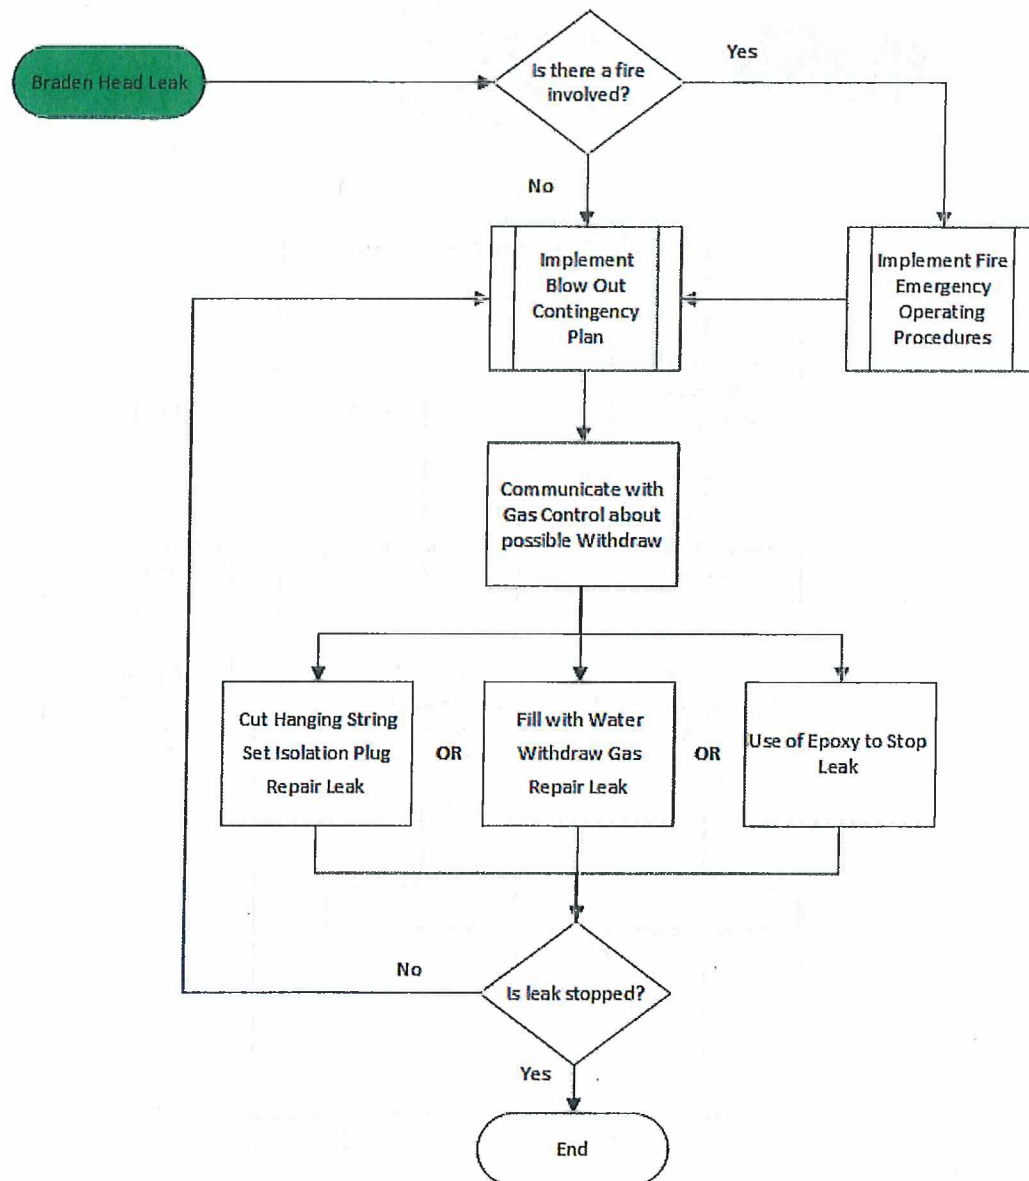 Braden Head Leak
Is there a fire
involved?
Yes
No
Implement
Blow Out
Contingency
Plan
Implement Fire
Emergency
Operating
Procedures
Communicate with
Gas Control about
possible Withdraw
Cut Hanging String
Set Isolation Plug
Repair Leak
OR
Fill with Water
Withdraw Gas
Repair Leak
OR
Use of Epoxy to Stop
Leak
No
Is leak stopped?
Yes
End